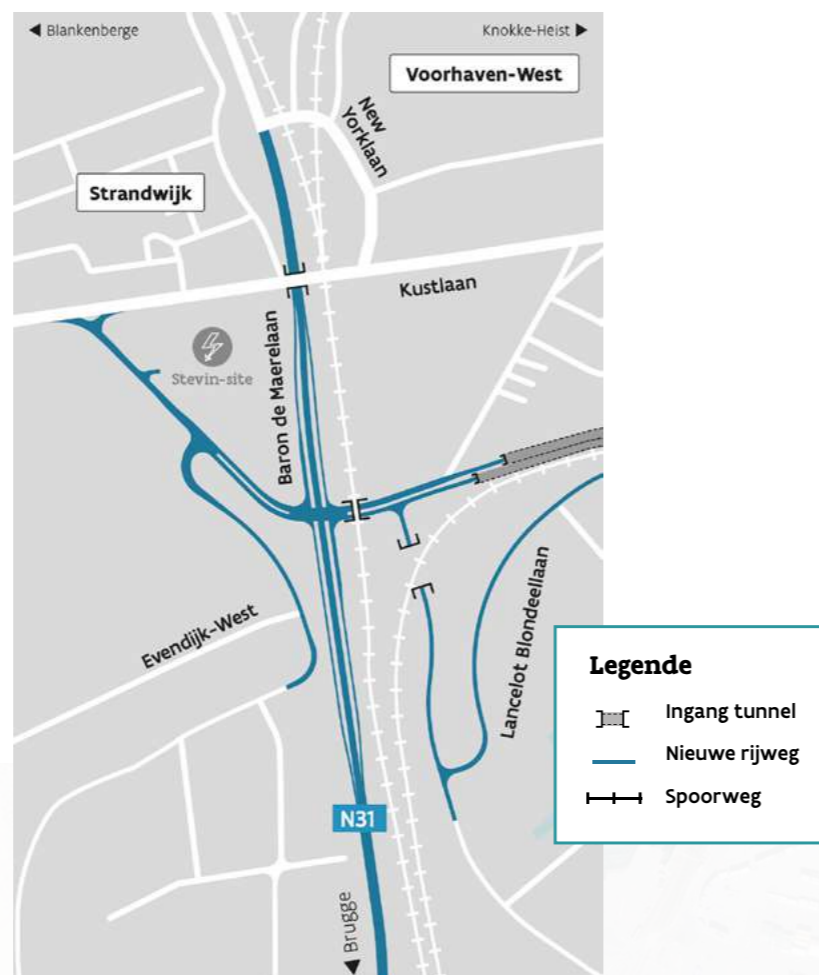 ◀ Blankenberge
Knokke-Heist ▶
Voorhaven-West
New
Yorklaan
Strandwijk
Kustlaan
Stevin-site
Baron de Maerelaan
Evendijk-West
Lancelot Blondeellaan
N31
◀ Brugge
Legende
Ingang tunnel
Nieuwe rijweg
Spoorweg